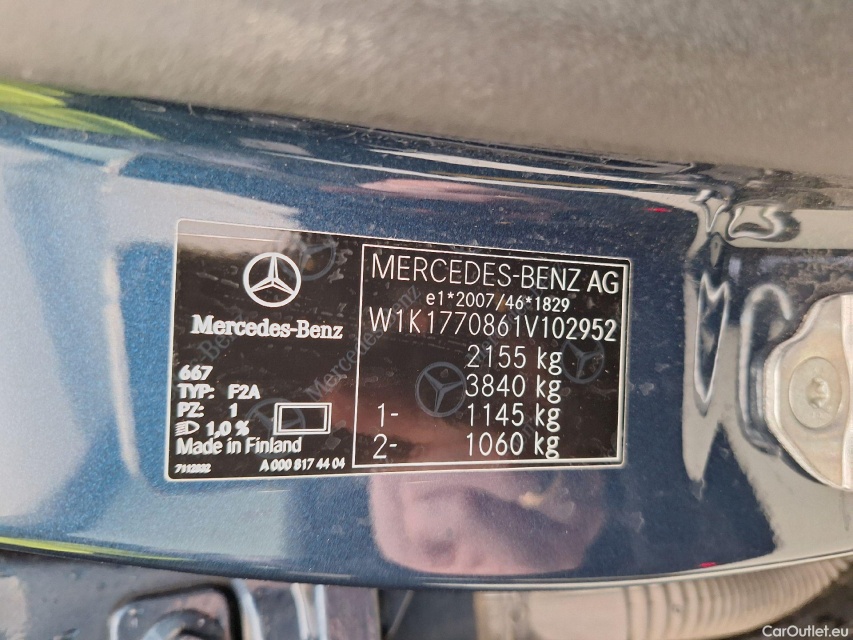 Mercedes-Benz
667
TYP: F2A
PZ: 1
1,0 %
Made in Finland
7112032
A 000 817 44 04
MERCEDES-BENZ AG
e1*2007/46*1829
W1K1770861V102952
2155 kg
3840 kg
1- 1145 kg
2- 1060 kg
CarOutlet.eu